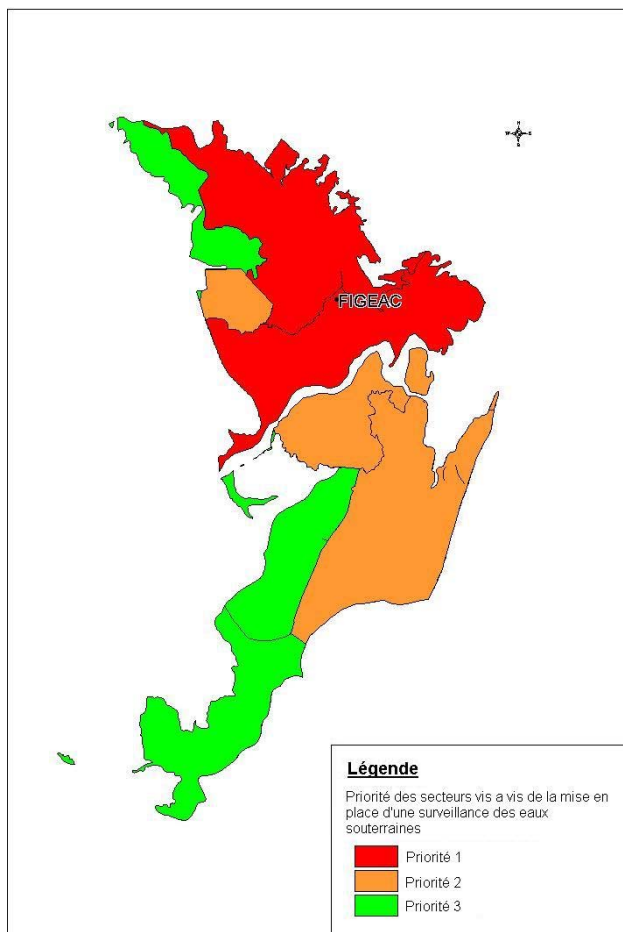 N
W E
S
FIGEAC
Légende
Priorité des secteurs vis a vis de la mise en
place d'une surveillance des eaux
souterraines
Priorité 1
Priorité 2
Priorité 3